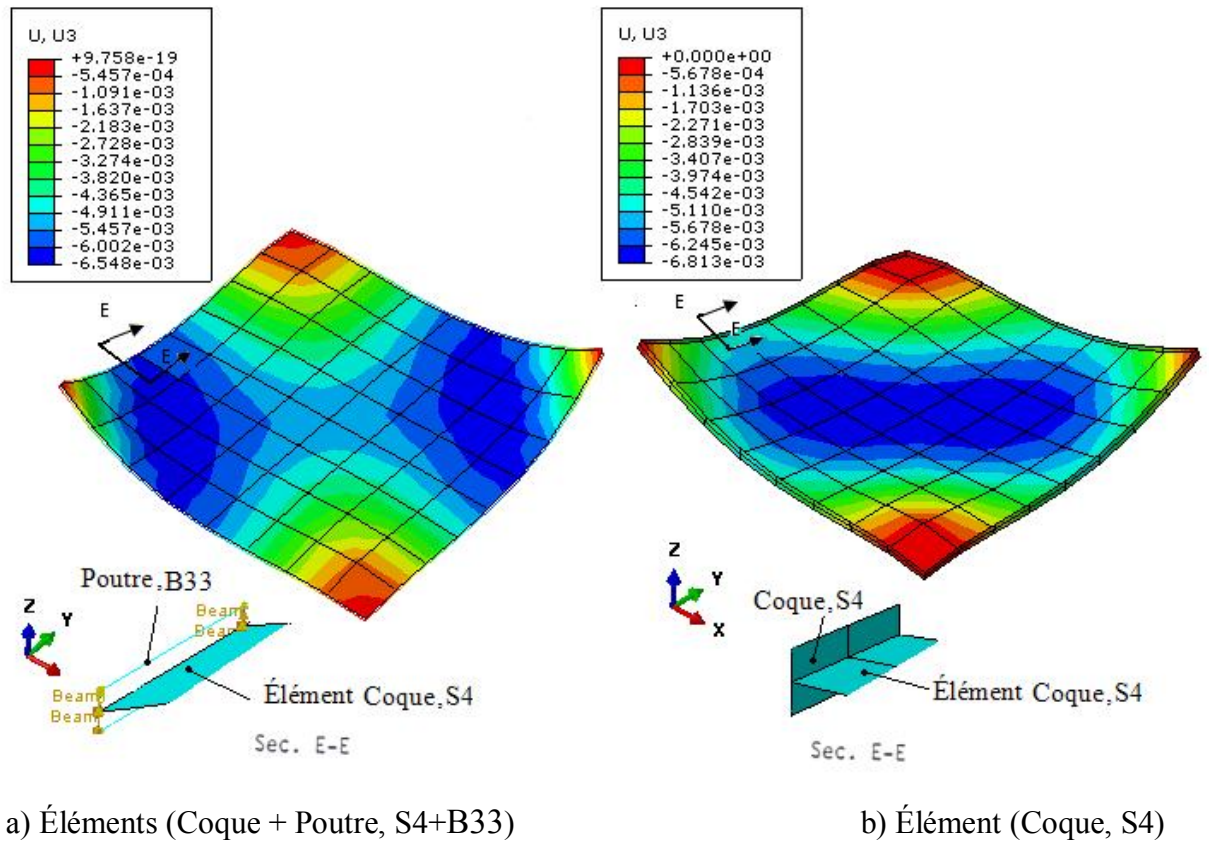 U, U3
+9.758e-19
-5.457e-04
-1.091e-03
-1.637e-03
-2.183e-03
-2.728e-03
-3.274e-03
-3.820e-03
-4.365e-03
-4.911e-03
-5.457e-03
-6.002e-03
-6.548e-03
E
E
Poutre,B33
Z
Y
Beam
Beam
Beam
Beam
Élément Coque,S4
Sec. E-E
a) Éléments (Coque + Poutre, S4+B33)
U, U3
+0.000e+00
-5.678e-04
-1.136e-03
-1.703e-03
-2.271e-03
-2.839e-03
-3.407e-03
-3.974e-03
-4.542e-03
-5.110e-03
-5.678e-03
-6.245e-03
-6.813e-03
E
E
Z
Y
X
Coque,S4
Élément Coque,S4
Sec. E-E
b) Élément (Coque, S4)